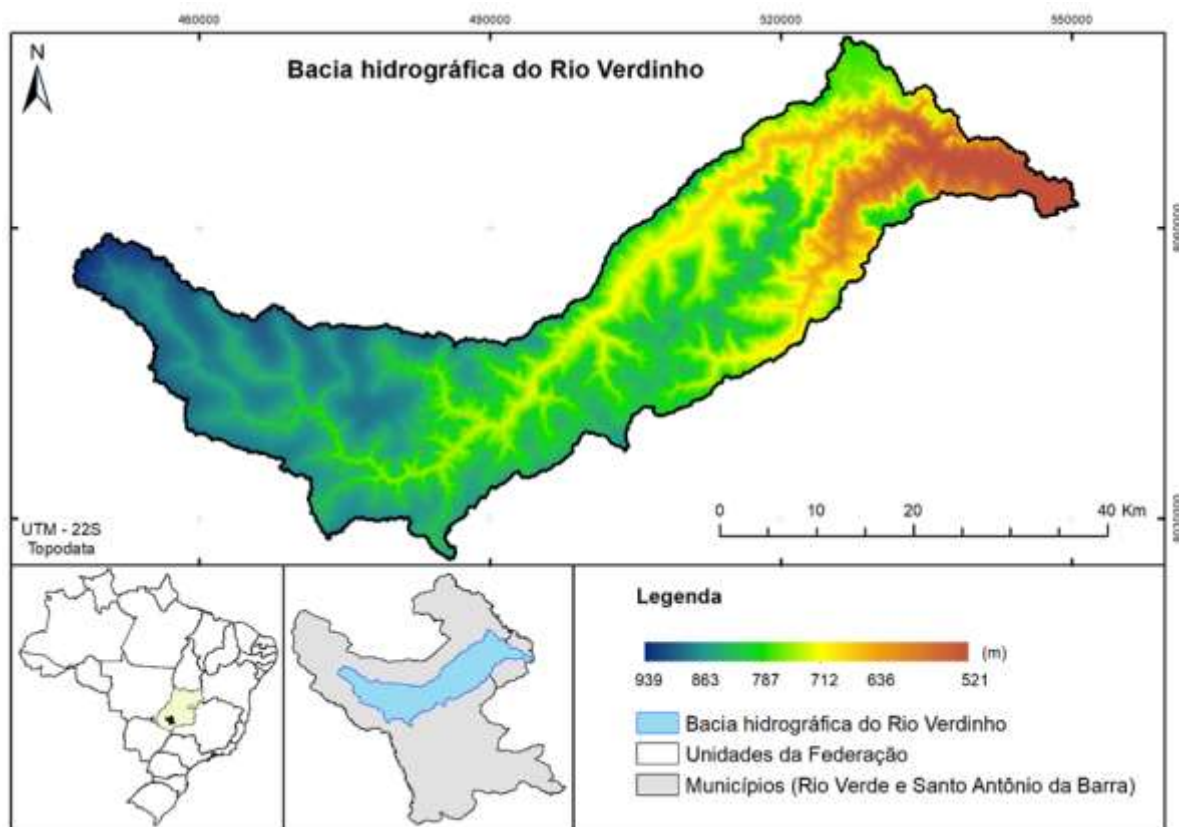 460000 490000 520000 550000
N
Bacia hidrográfica do Rio Verdinho
0 10 20 40 Km
UTM - 22S
Topodata
Legenda
(m)
939 863 787 712 636 521
Bacia hidrográfica do Rio Verdinho
Unidades da Federação
Municípios (Rio Verde e Santo Antônio da Barra)